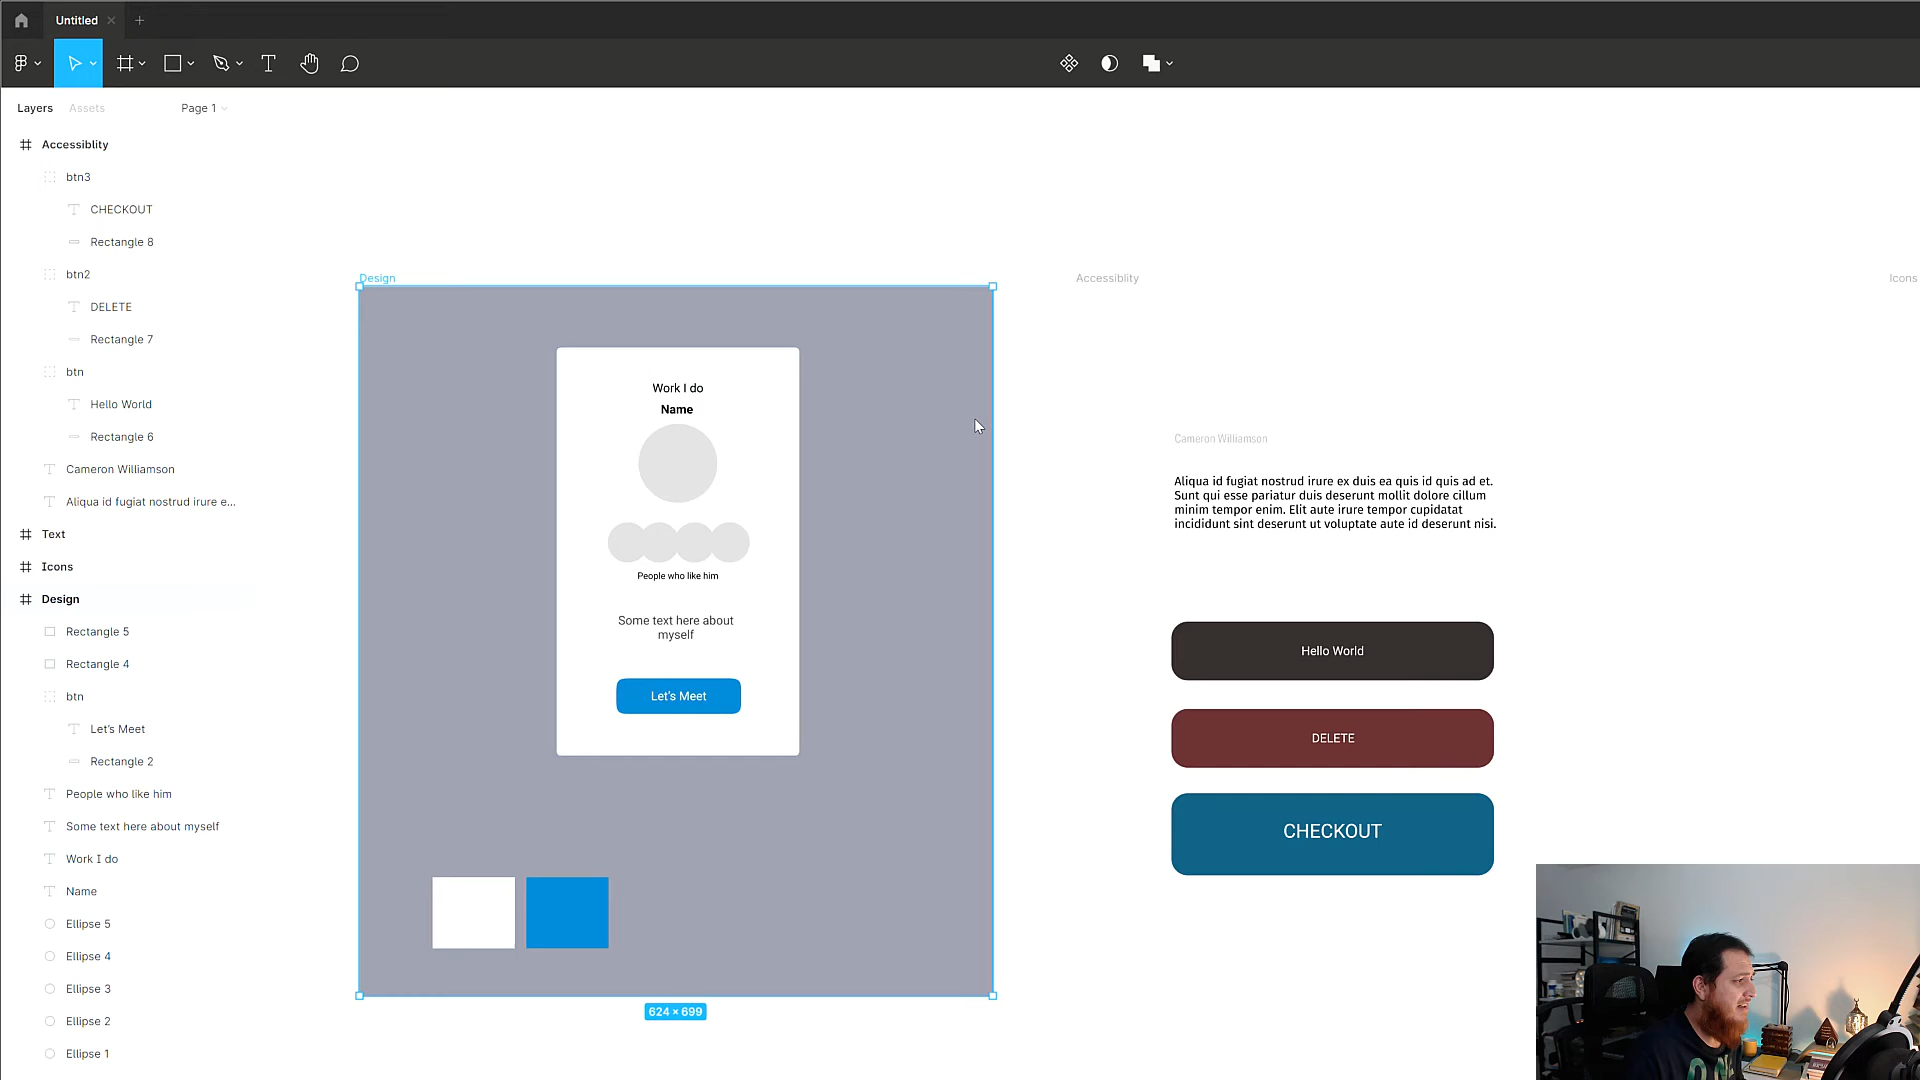 Untitled
Layers
Assets
Page 1
Accessiblity
btn3
CHECKOUT
Rectangle 8
btn2
DELETE
Rectangle 7
btn
Hello World
Rectangle 6
Cameron Williamson
Aliqua id fugiat nostrud irure e...
Text
Icons
Design
Rectangle 5
Rectangle 4
btn
Let's Meet
Rectangle 2
People who like him
Some text here about myself
Work I do
Name
Ellipse 5
Ellipse 4
Ellipse 3
Ellipse 2
Ellipse 1
Design
Work I do
Name
People who like him
Some text here about
myself
Let's Meet
624 × 699
Accessiblity
Cameron Williamson
Aliqua id fugiat nostrud irure ex duis ea quis id quis ad et.
Sunt qui esse pariatur duis deserunt mollit dolore cillum
minim tempor enim. Elit aute irure tempor cupidatat
incididunt sint deserunt ut voluptate aute id deserunt nisi.
Hello World
DELETE
CHECKOUT
Icons